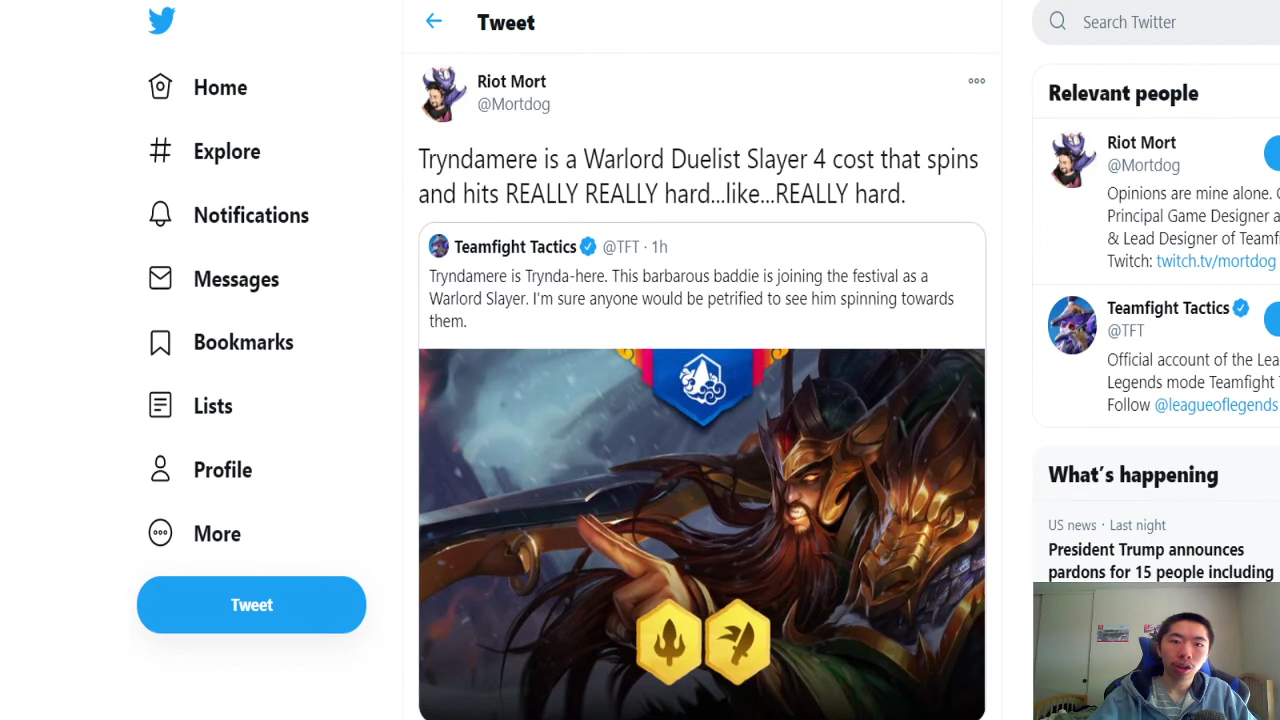 Home
Explore
Notifications
Messages
Bookmarks
Lists
Profile
More
Tweet
Tweet
Riot Mort
@Mortdog
Tryndamere is a Warlord Duelist Slayer 4 cost that spins
and hits REALLY REALLY hard...like...REALLY hard.
Teamfight Tactics @TFT · 1h
Tryndamere is Trynda-here. This barbarous baddie is joining the festival as a
Warlord Slayer. I'm sure anyone would be petrified to see him spinning towards
them.
Search Twitter
Relevant people
Riot Mort
@Mortdog
Opinions are mine alone.
Principal Game Designer a
& Lead Designer of Teamf
Twitch: twitch.tv/mortdog
Teamfight Tactics
@TFT
Official account of the Lea
Legends mode Teamfight
Follow @leagueoflegends
What's happening
US news · Last night
President Trump announces
pardons for 15 people including